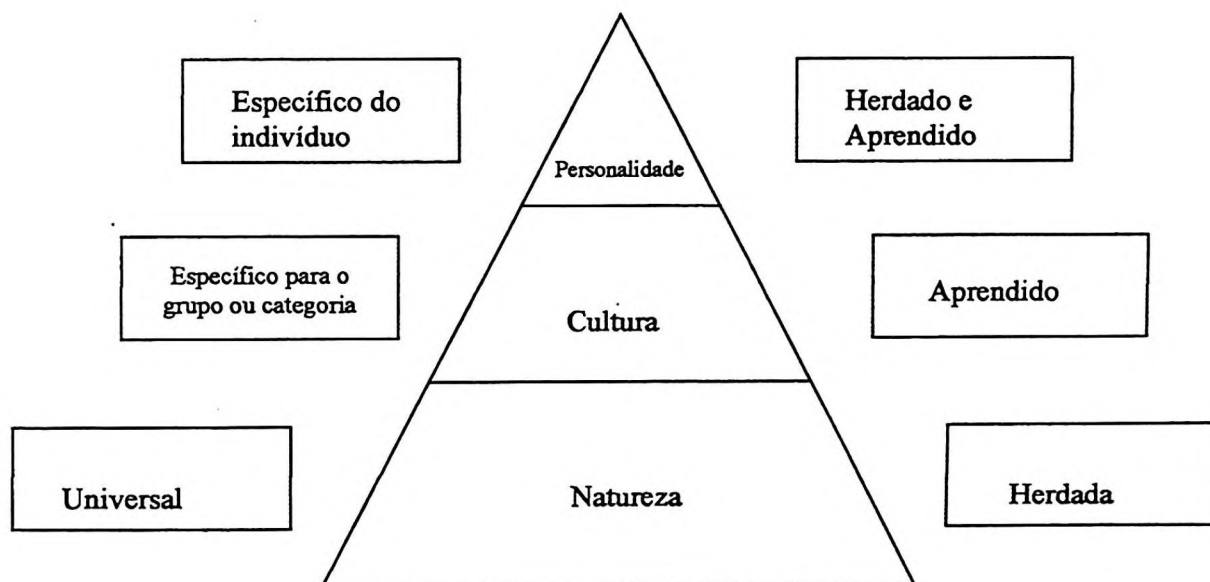 Específico do
indivíduo
Personalidade
Herdado e
Aprendido
Específico para o
grupo ou categoria
Cultura
Aprendido
Universal
Natureza
Herdada